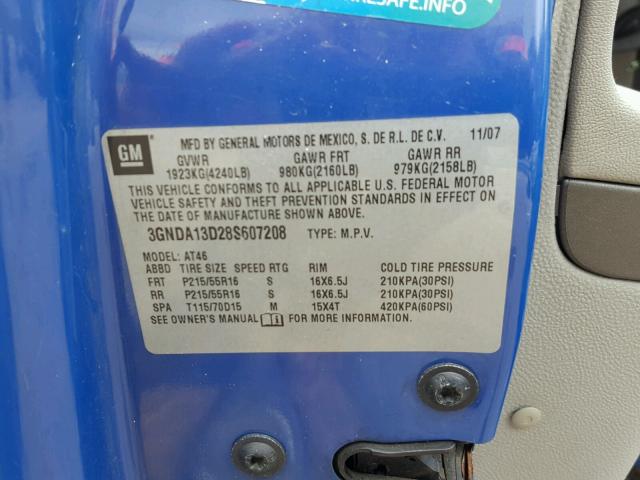 SAFE.INFO
GM
MFD BY GENERAL MOTORS DE MEXICO, S. DE R.L. DE C.V. 11/07
GVWR GAWR FRT GAWR RR
1923KG(4240LB) 980KG(2160LB) 979KG(2158LB)
THIS VEHICLE CONFORMS TO ALL APPLICABLE U.S. FEDERAL MOTOR
VEHICLE SAFETY AND THEFT PREVENTION STANDARDS IN EFFECT ON
THE DATE OF MANUFACTURE SHOWN ABOVE.
3GNDA13D28S607208 TYPE: M.P.V.
MODEL: AT46
ABBD TIRE SIZE SPEED RTG RIM COLD TIRE PRESSURE
FRT P215/55R16 S 16X6.5J 210KPA(30PSI)
RR P215/55R16 S 16X6.5J 210KPA(30PSI)
SPA T115/70D15 M 15X4T 420KPA(60PSI)
SEE OWNER'S MANUAL FOR MORE INFORMATION.